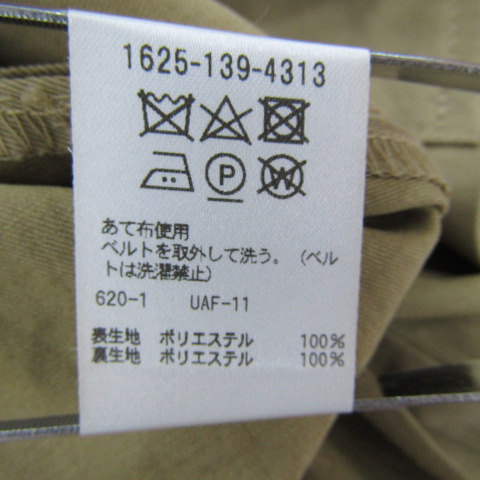 1625-139-4313
P
W
あて布使用
ベルトを取外して洗う。（ベル
トは洗濯禁止）
620-1 UAF-11
表生地 ポリエステル 100%
裏生地 ポリエステル 100%